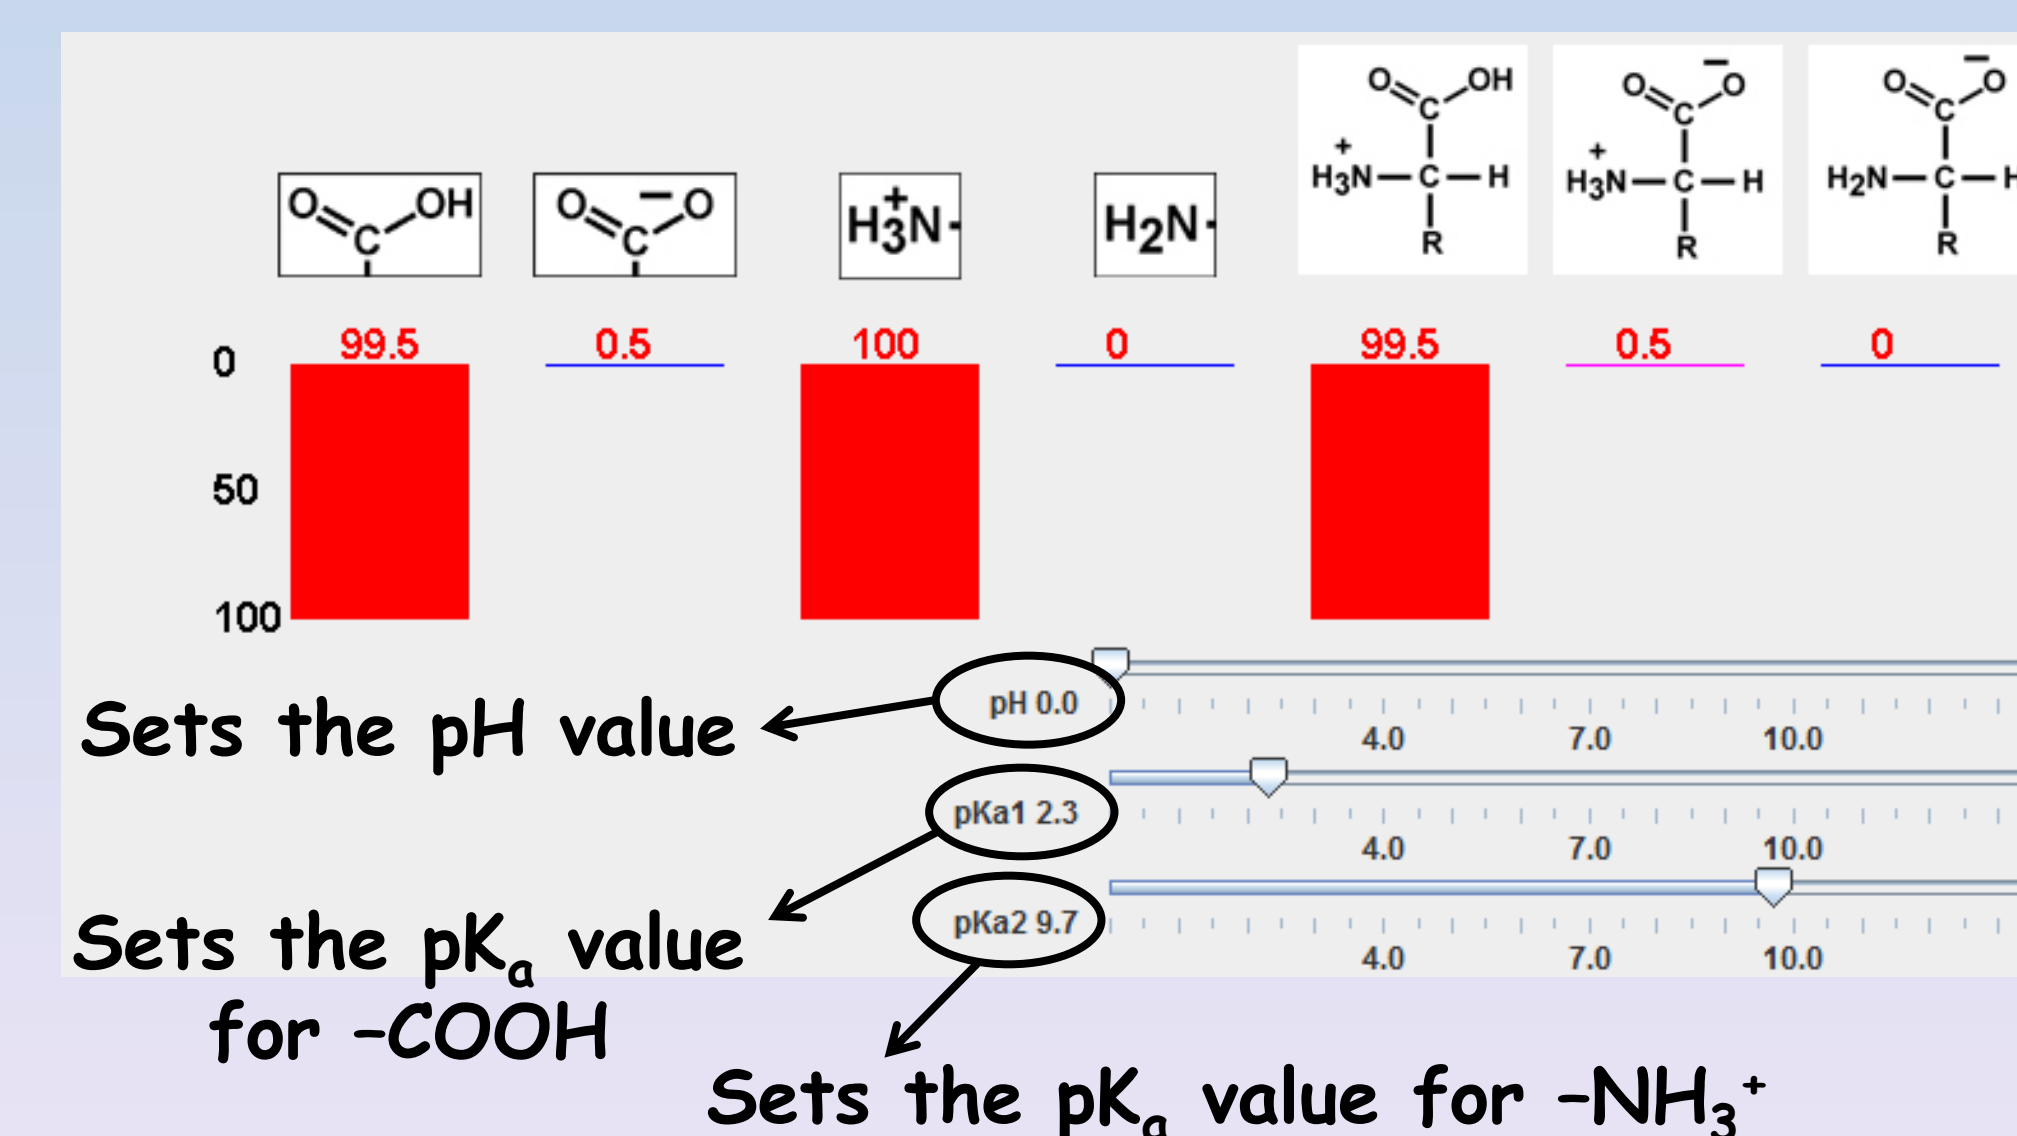 O OH
C
O − O
C
H3N+
H2N
O OH
C
+
H3N—C—H
R
O − O
C
+
H3N—C—H
R
O − O
C
H2N—C—H
R
99.5 0.5 100 0 99.5 0.5 0
0
50
100
pH 0.0
4.0 7.0 10.0
Sets the pH value
pKa1 2.3
4.0 7.0 10.0
pKa2 9.7
4.0 7.0 10.0
Sets the pKa value
for –COOH
Sets the pKa value for –NH3+